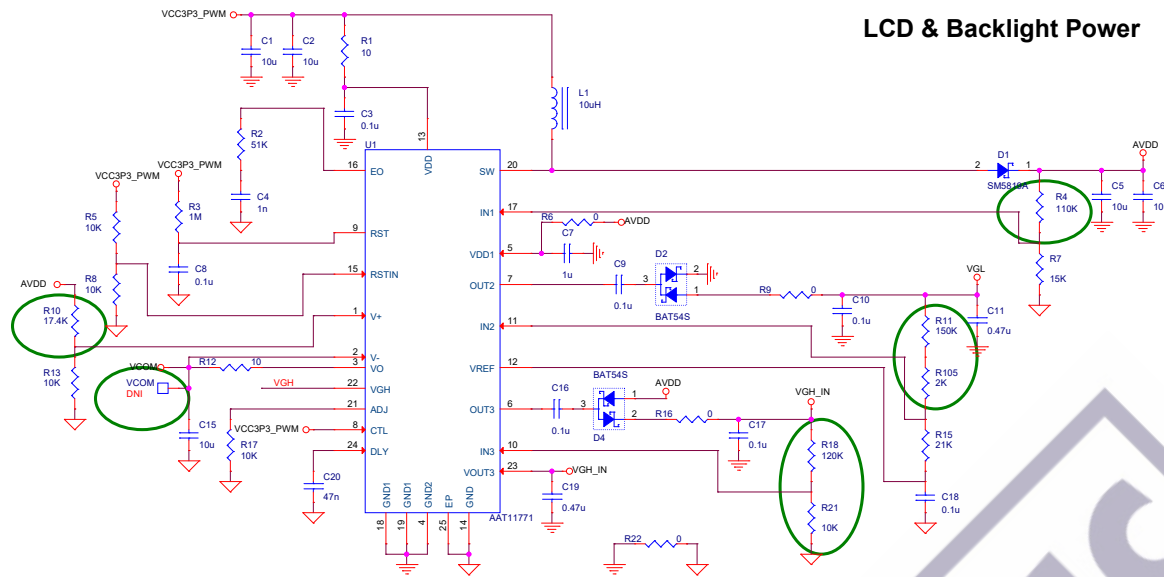 LCD & Backlight Power
VCC3P3_PWM
C1
10u
C2
10u
R1
10
L1
10uH
C3
0.1u
R2
51K
C4
1n
VCC3P3_PWM
VCC3P3_PWM
R5
10K
R3
1M
C8
0.1u
R8
10K
AVDD
R10
17.4K
R13
10K
VCOM
VCOM
DNI
R12
10
C15
10u
VGH
VCC3P3_PWM
R17
10K
C20
47n
U1
13
VDD
16
EO
9
RST
15
RSTIN
1
V+
2
V-
3
VO
22
VGH
21
ADJ
8
CTL
24
DLY
SW
20
IN1
17
VDD1
5
OUT2
7
IN2
11
VREF
12
OUT3
6
IN3
10
VOUT3
23
GND1
18
GND1
19
GND2
4
EP
25
GND
14
AAT11771
D1
2
1
SM5819A
AVDD
R4
110K
C5
10u
C6
10
R7
15K
R6
0
AVDD
C7
1u
C9
0.1u
D2
3
2
1
BAT54S
R9
0
C10
0.1u
VGL
R11
150K
C11
0.47u
R105
2K
R15
21K
C18
0.1u
C16
0.1u
BAT54S
3
1
2
D4
AVDD
R16
0
C17
0.1u
VGH_IN
R18
120K
R21
10K
VGH_IN
C19
0.47u
R22
0